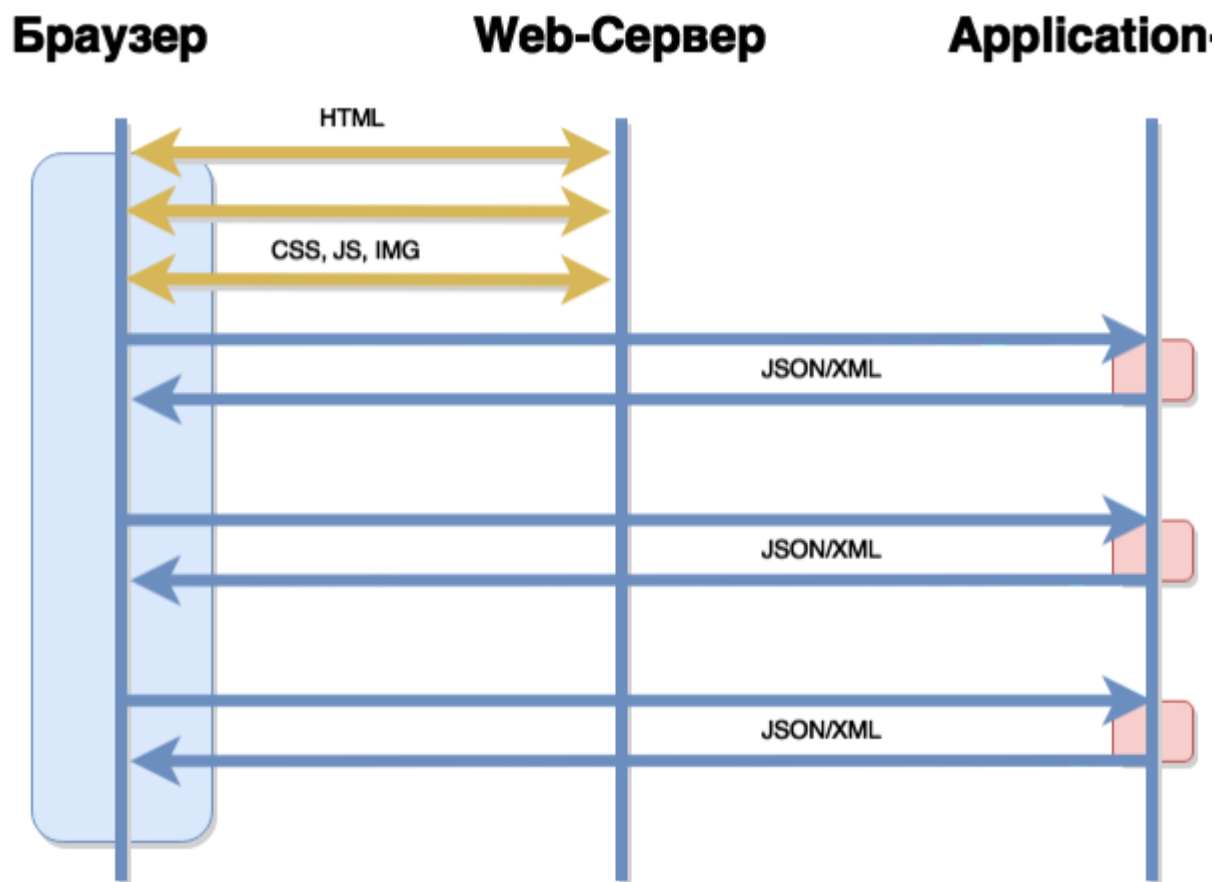 Браузер
Web-Сервер
Application-
HTML
CSS, JS, IMG
JSON/XML
JSON/XML
JSON/XML